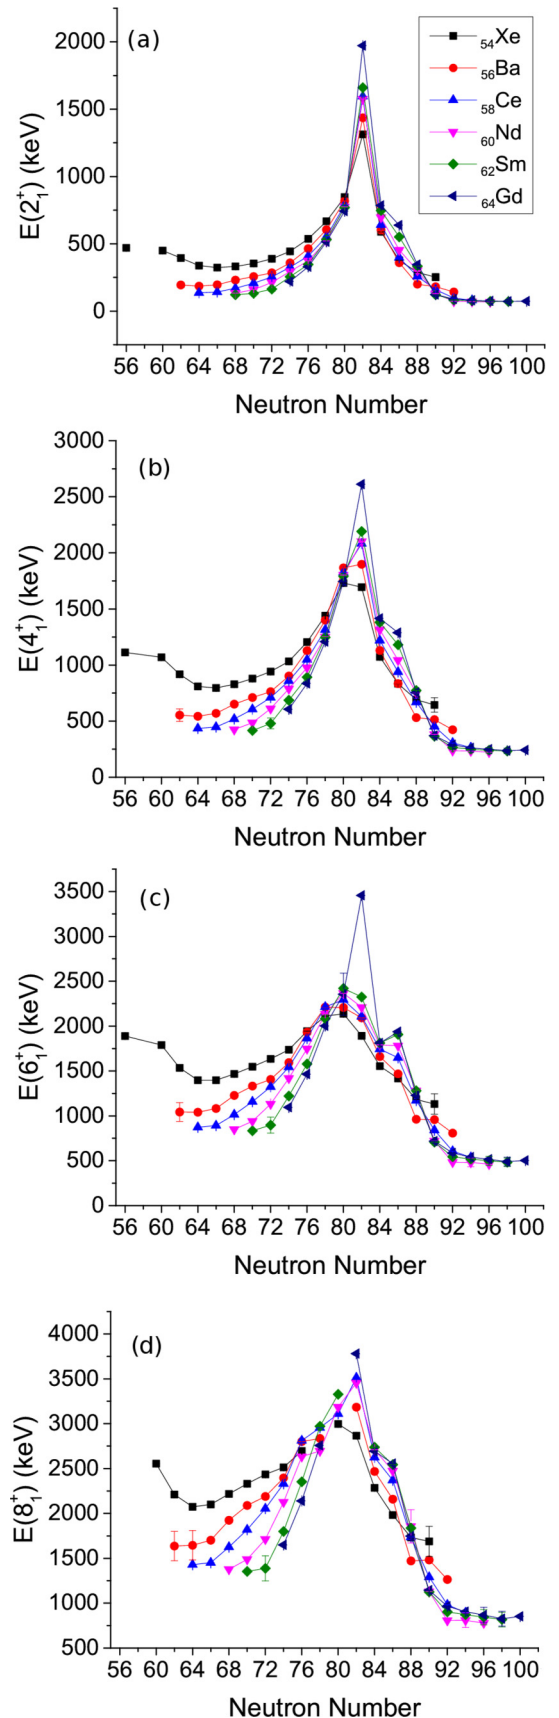 (a)
2000
1500
1000
500
0
E(2⁺₁) (keV)
₅₄Xe
₅₆Ba
₅₈Ce
₆₀Nd
₆₂Sm
₆₄Gd
56 60 64 68 72 76 80 84 88 92 96 100
Neutron Number
(b)
3000
2500
2000
1500
1000
500
0
E(4⁺₁) (keV)
56 60 64 68 72 76 80 84 88 92 96 100
Neutron Number
(c)
3500
3000
2500
2000
1500
1000
500
0
E(6⁺₁) (keV)
56 60 64 68 72 76 80 84 88 92 96 100
Neutron Number
(d)
4000
3500
3000
2500
2000
1500
1000
500
E(8⁺₁) (keV)
56 60 64 68 72 76 80 84 88 92 96 100
Neutron Number